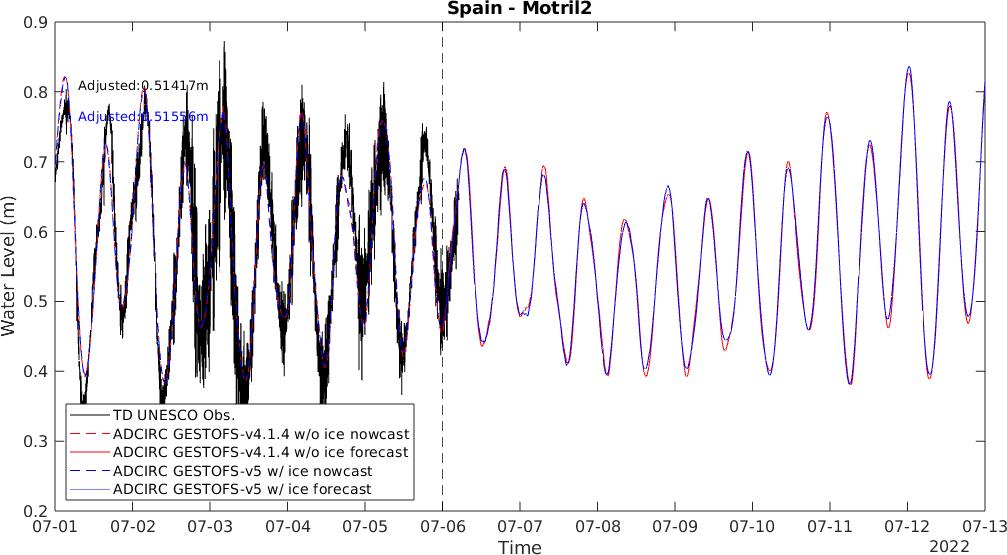 Spain - Motril2
0.9
0.8
0.7
0.6
0.5
0.4
0.3
0.2
Water Level (m)
Adjusted:0.51417m
Adjusted:0.51556m
TD UNESCO Obs.
ADCIRC GESTOFS-v4.1.4 w/o ice nowcast
ADCIRC GESTOFS-v4.1.4 w/o ice forecast
ADCIRC GESTOFS-v5 w/ ice nowcast
ADCIRC GESTOFS-v5 w/ ice forecast
07-01 07-02 07-03 07-04 07-05 07-06 07-07 07-08 07-09 07-10 07-11 07-12 07-13
Time
2022